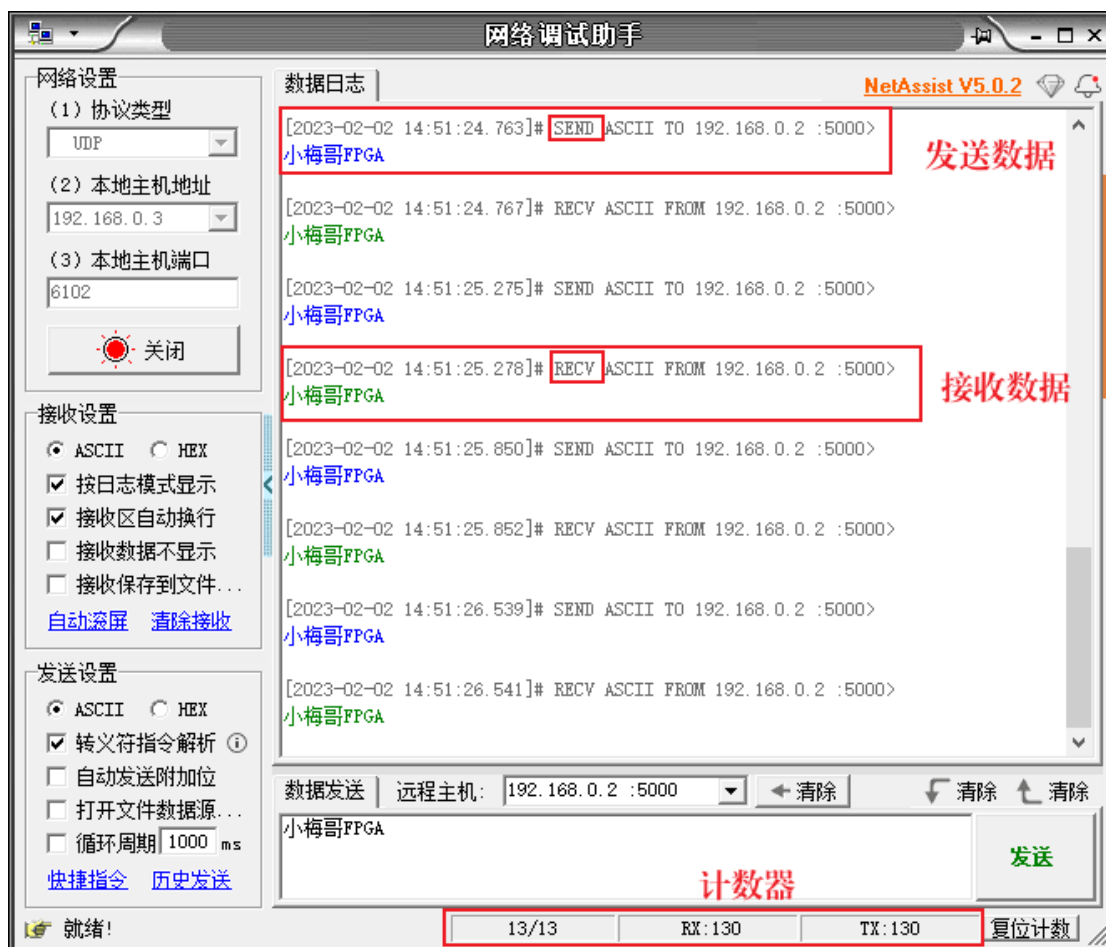 网络调试助手
网络设置
(1) 协议类型
UDP
(2) 本地主机地址
192.168.0.3
(3) 本地主机端口
6102
关闭
接收设置
ASCII HEX
按日志模式显示
接收区自动换行
接收数据不显示
接收保存到文件...
自动滚屏 清除接收
发送设置
ASCII HEX
转义符指令解析
自动发送附加位
打开文件数据源...
循环周期 1000 ms
快捷指令 历史发送
数据日志 NetAssist V5.0.2
[2023-02-02 14:51:24.763]# SEND ASCII TO 192.168.0.2 :5000>
小梅哥FPGA
发送数据
[2023-02-02 14:51:24.767]# RECV ASCII FROM 192.168.0.2 :5000>
小梅哥FPGA
[2023-02-02 14:51:25.275]# SEND ASCII TO 192.168.0.2 :5000>
小梅哥FPGA
[2023-02-02 14:51:25.278]# RECV ASCII FROM 192.168.0.2 :5000>
小梅哥FPGA
接收数据
[2023-02-02 14:51:25.850]# SEND ASCII TO 192.168.0.2 :5000>
小梅哥FPGA
[2023-02-02 14:51:25.852]# RECV ASCII FROM 192.168.0.2 :5000>
小梅哥FPGA
[2023-02-02 14:51:26.539]# SEND ASCII TO 192.168.0.2 :5000>
小梅哥FPGA
[2023-02-02 14:51:26.541]# RECV ASCII FROM 192.168.0.2 :5000>
小梅哥FPGA
数据发送 远程主机: 192.168.0.2 :5000 清除 清除 清除
小梅哥FPGA
发送
计数器
就绪! 13/13 RX:130 TX:130 复位计数